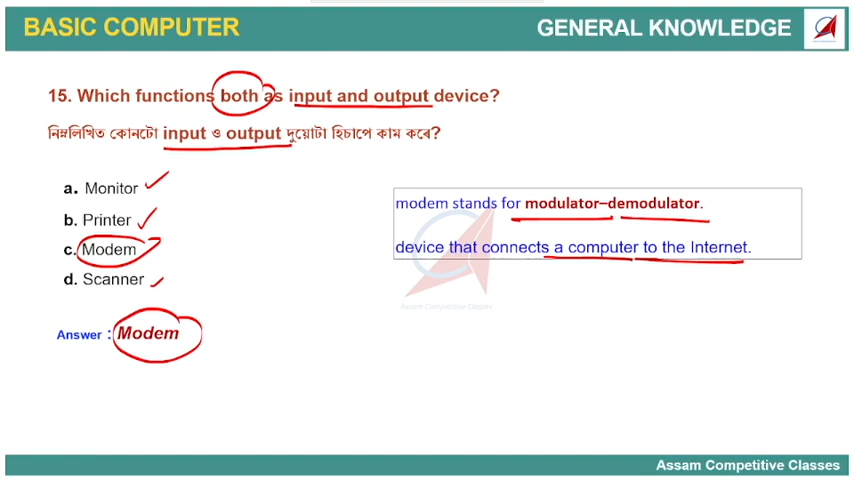 BASIC COMPUTER
GENERAL KNOWLEDGE
15. Which functions both as input and output device?
নিম্নলিখিত কোনটো input ও output দুয়োটা হিচাপে কাম কৰে?
a. Monitor
b. Printer
c. Modem
d. Scanner
modem stands for modulator–demodulator.
device that connects a computer to the Internet.
Assam Competitive Classes
Answer : Modem
Assam Competitive Classes